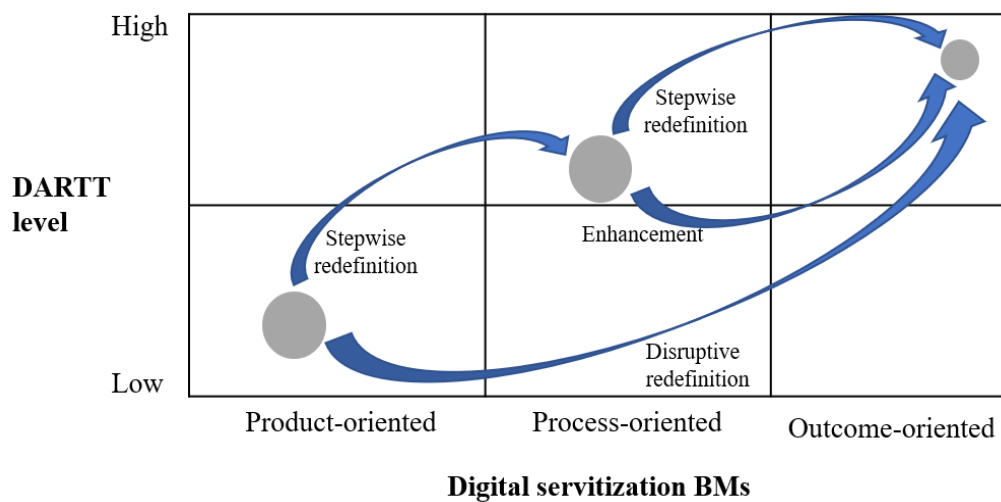 High
Stepwise
redefinition
DARTT
level
Stepwise
redefinition
Enhancement
Disruptive
redefinition
Low
Product-oriented
Process-oriented
Outcome-oriented
Digital servitization BMs